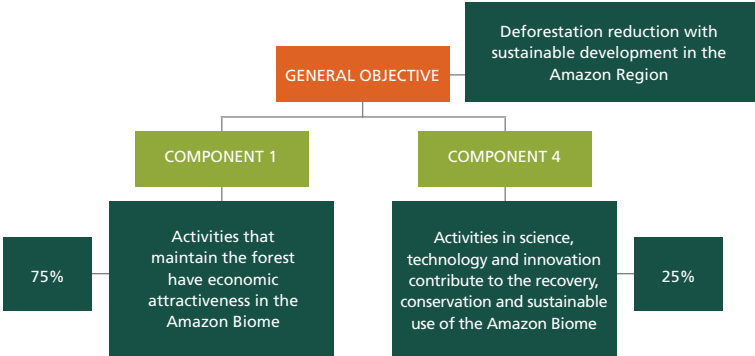 Deforestation reduction with
sustainable development in the
Amazon Region
GENERAL OBJECTIVE
COMPONENT 1
COMPONENT 4
75%
Activities that
maintain the forest
have economic
attractiveness in the
Amazon Biome
Activities in science,
technology and innovation
contribute to the recovery,
conservation and sustainable
use of the Amazon Biome
25%